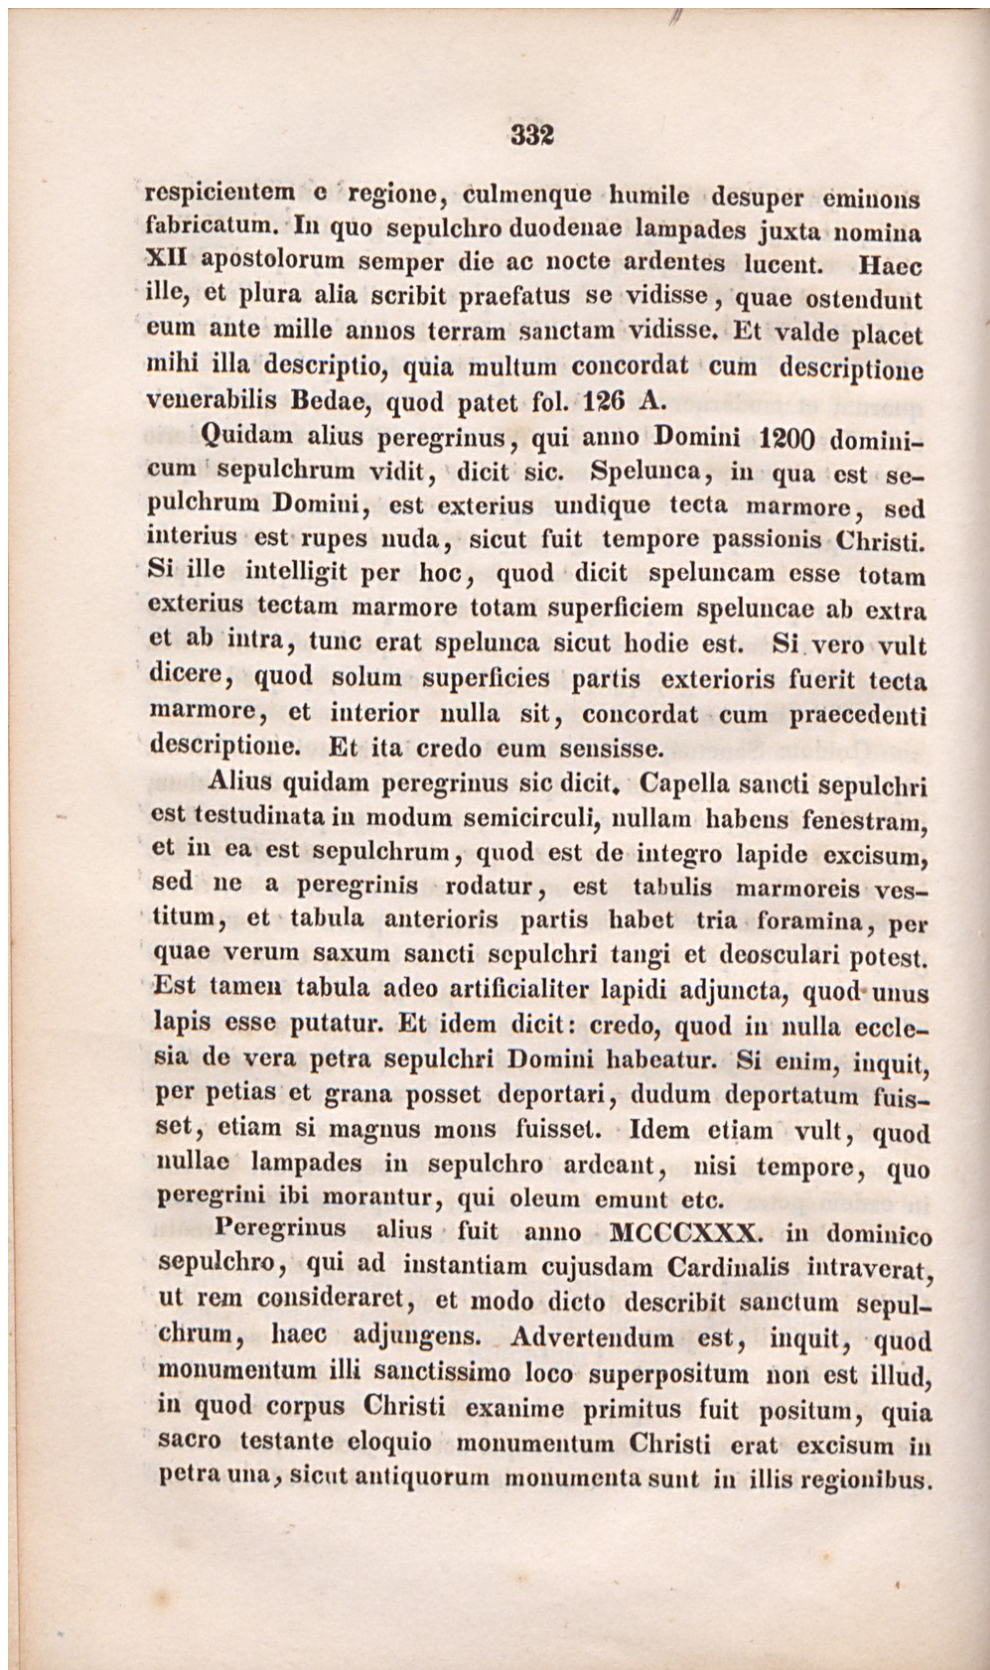 332
respicientem e regione, culmenque humile desuper eminons
fabricatum. In quo sepulchro duodenae lampades juxta nomina
XII apostolorum semper die ac nocte ardentes lucent. Haec
ille, et plura alia scribit praefatus se vidisse, quae ostendunt
eum ante mille annos terram sanctam vidisse. Et valde placet
mihi illa descriptio, quia multum concordat cum descriptione
venerabilis Bedae, quod patet fol. 126 A.
Quidam alius peregrinus, qui anno Domini 1200 domini-
cum sepulchrum vidit, dicit sic. Spelunca, in qua est se-
pulchrum Domini, est exterius undique tecta marmore, sed
interius est rupes nuda, sicut fuit tempore passionis Christi.
Si ille intelligit per hoc, quod dicit speluncam esse totam
exterius tectam marmore totam superficiem speluncae ab extra
et ab intra, tunc erat spelunca sicut hodie est. Si vero vult
dicere, quod solum superficies partis exterioris fuerit tecta
marmore, et interior nulla sit, concordat cum praecedenti
descriptione. Et ita credo eum sensisse.
Alius quidam peregrinus sic dicit. Capella sancti sepulchri
est testudinata in modum semicirculi, nullam habens fenestram,
et in ea est sepulchrum, quod est de integro lapide excisum,
sed ne a peregrinis rodatur, est tabulis marmoreis ves-
titum, et tabula anterioris partis habet tria foramina, per
quae verum saxum sancti sepulchri tangi et deosculari potest.
Est tamen tabula adeo artificialiter lapidi adjuncta, quod unus
lapis esse putatur. Et idem dicit: credo, quod in nulla eccle-
sia de vera petra sepulchri Domini habeatur. Si enim, inquit,
per petias et grana posset deportari, dudum deportatum fuis-
set, etiam si magnus mons fuisset. Idem etiam vult, quod
nullae lampades in sepulchro ardeant, nisi tempore, quo
peregrini ibi morantur, qui oleum emunt etc.
Peregrinus alius fuit anno MCCCXXX. in dominico
sepulchro, qui ad instantiam cujusdam Cardinalis intraverat,
ut rem consideraret, et modo dicto describit sanctum sepul-
chrum, haec adjungens. Advertendum est, inquit, quod
monumentum illi sanctissimo loco superpositum non est illud,
in quod corpus Christi exanime primitus fuit positum, quia
sacro testante eloquio monumentum Christi erat excisum in
petra una, sicut antiquorum monumenta sunt in illis regionibus.